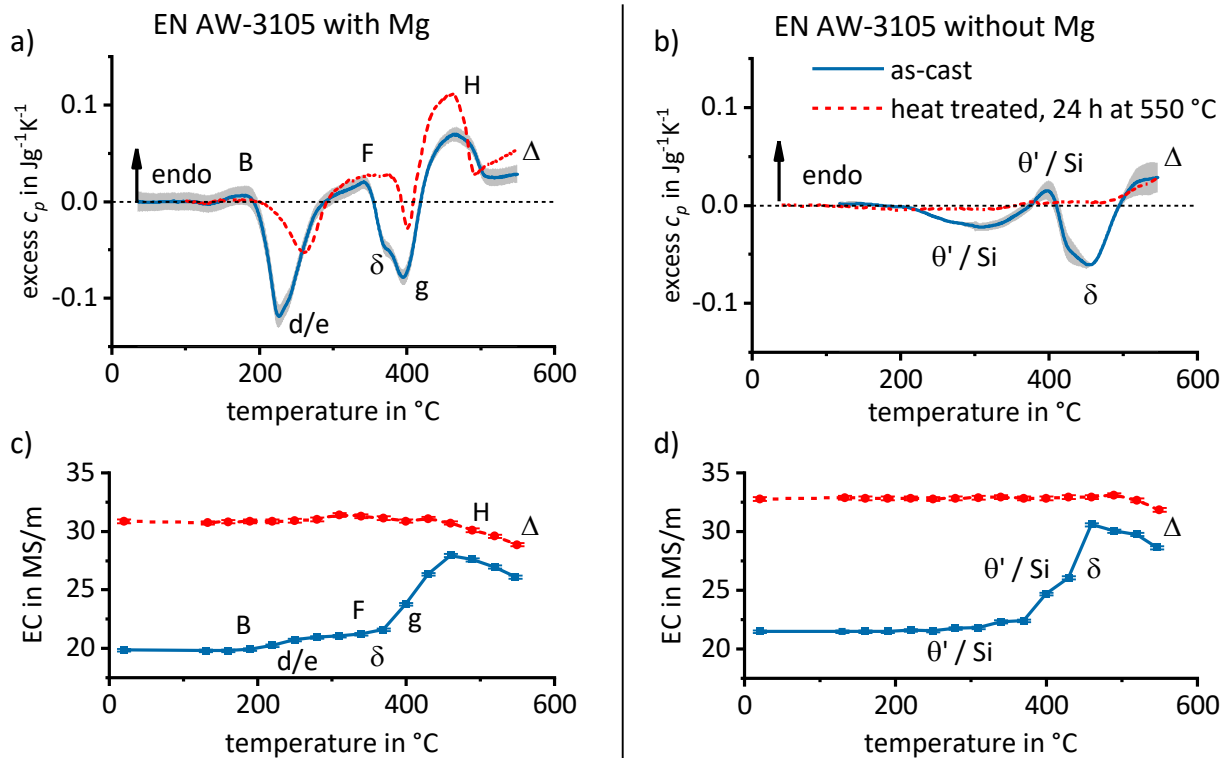 EN AW-3105 with Mg
EN AW-3105 without Mg
a)
excess cp in Jg⁻¹K⁻¹
0.1
0.0
-0.1
endo
B
d/e
F
δ
g
H
Δ
0
200
400
600
temperature in °C
b)
as-cast
heat treated, 24 h at 550 °C
excess cp in Jg⁻¹K⁻¹
0.1
0.0
-0.1
endo
θ' / Si
θ' / Si
δ
Δ
0
200
400
600
temperature in °C
c)
EC in MS/m
35
30
25
20
B
d/e
F
δ
g
H
Δ
0
200
400
600
temperature in °C
d)
EC in MS/m
35
30
25
20
θ' / Si
θ' / Si
δ
Δ
0
200
400
600
temperature in °C